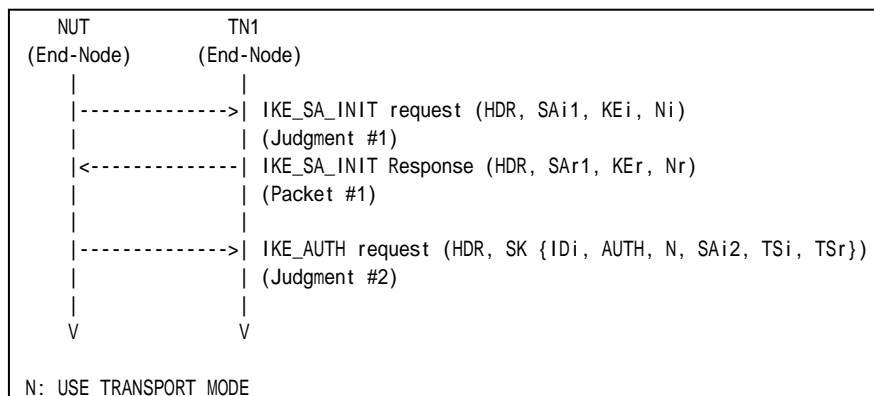 NUT TN1
(End-Node) (End-Node)
| |
|-------------->| IKE_SA_INIT request (HDR, SAi1, KEi, Ni)
| | (Judgment #1)
|<--------------| IKE_SA_INIT Response (HDR, SAr1, KEr, Nr)
| | (Packet #1)
| |
|-------------->| IKE_AUTH request (HDR, SK {IDi, AUTH, N, SAi2, TSi, TSr})
| | (Judgment #2)
| |
V V
N: USE TRANSPORT MODE